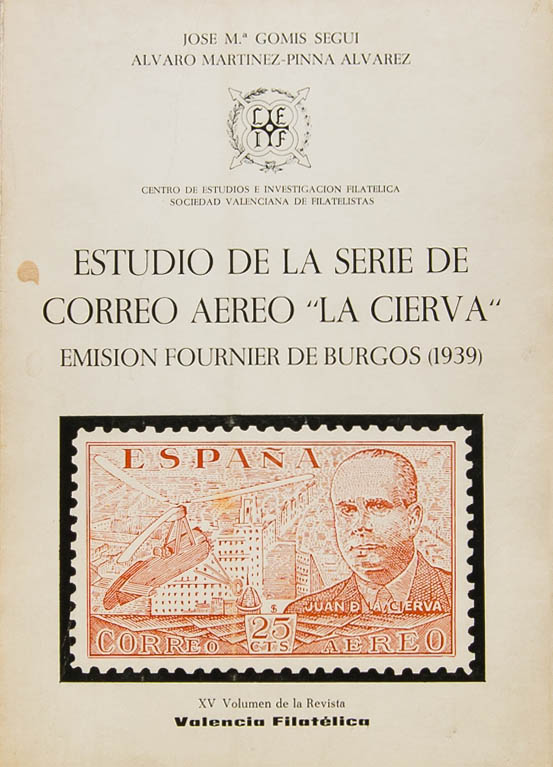 JOSE M.ª GOMIS SEGUI
ALVARO MARTINEZ-PINNA ALVAREZ
C E
I F
CENTRO DE ESTUDIOS E INVESTIGACION FILATELICA
SOCIEDAD VALENCIANA DE FILATELISTAS
ESTUDIO DE LA SERIE DE
CORREO AEREO "LA CIERVA"
EMISION FOURNIER DE BURGOS (1939)
ESPAÑA
JUAN D LA CIERVA
$
25
CTS
CORREO AEREO
XV Volumen de la Revista
Valencia Filatélica